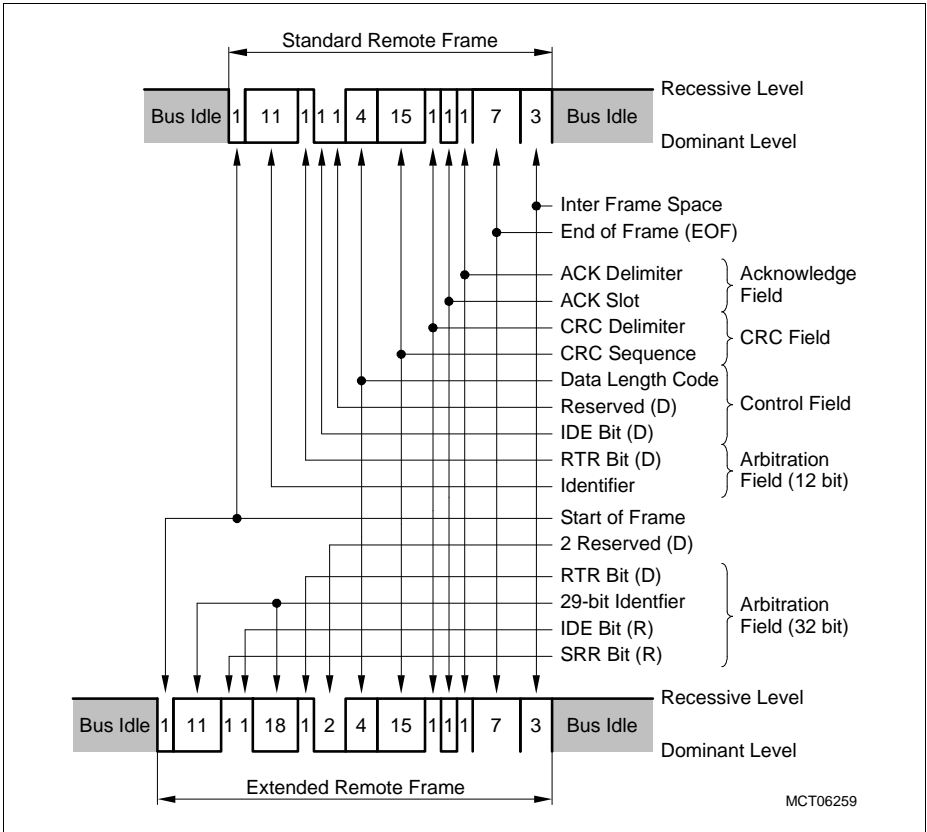 Standard Remote Frame
Recessive Level
Bus Idle 1 11 1 1 1 4 15 1 1 1 7 3 Bus Idle
Dominant Level
Inter Frame Space
End of Frame (EOF)
ACK Delimiter
Acknowledge
Field
ACK Slot
CRC Delimiter
CRC Field
CRC Sequence
Data Length Code
Reserved (D)
Control Field
IDE Bit (D)
RTR Bit (D)
Arbitration
Field (12 bit)
Identifier
Start of Frame
2 Reserved (D)
RTR Bit (D)
29-bit Identfier
Arbitration
Field (32 bit)
IDE Bit (R)
SRR Bit (R)
Recessive Level
Bus Idle 1 11 1 1 18 1 2 4 15 1 1 1 7 3 Bus Idle
Dominant Level
Extended Remote Frame
MCT06259